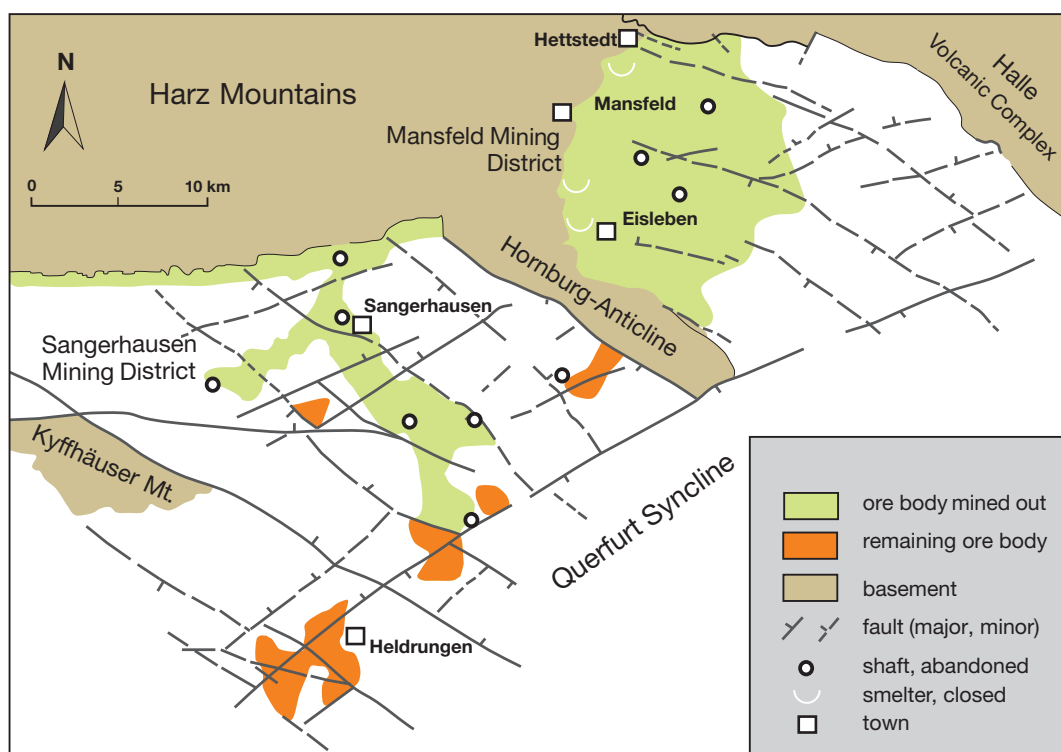 Hettstedt
N
Harz Mountains
Halle
Volcanic Complex
Mansfeld
Mansfeld Mining
District
0 5 10 km
Eisleben
Hornburg-Anticline
Sangerhausen
Sangerhausen
Mining District
Kyffhäuser Mt.
Querfurt Syncline
Heldrungen
ore body mined out
remaining ore body
basement
fault (major, minor)
shaft, abandoned
smelter, closed
town